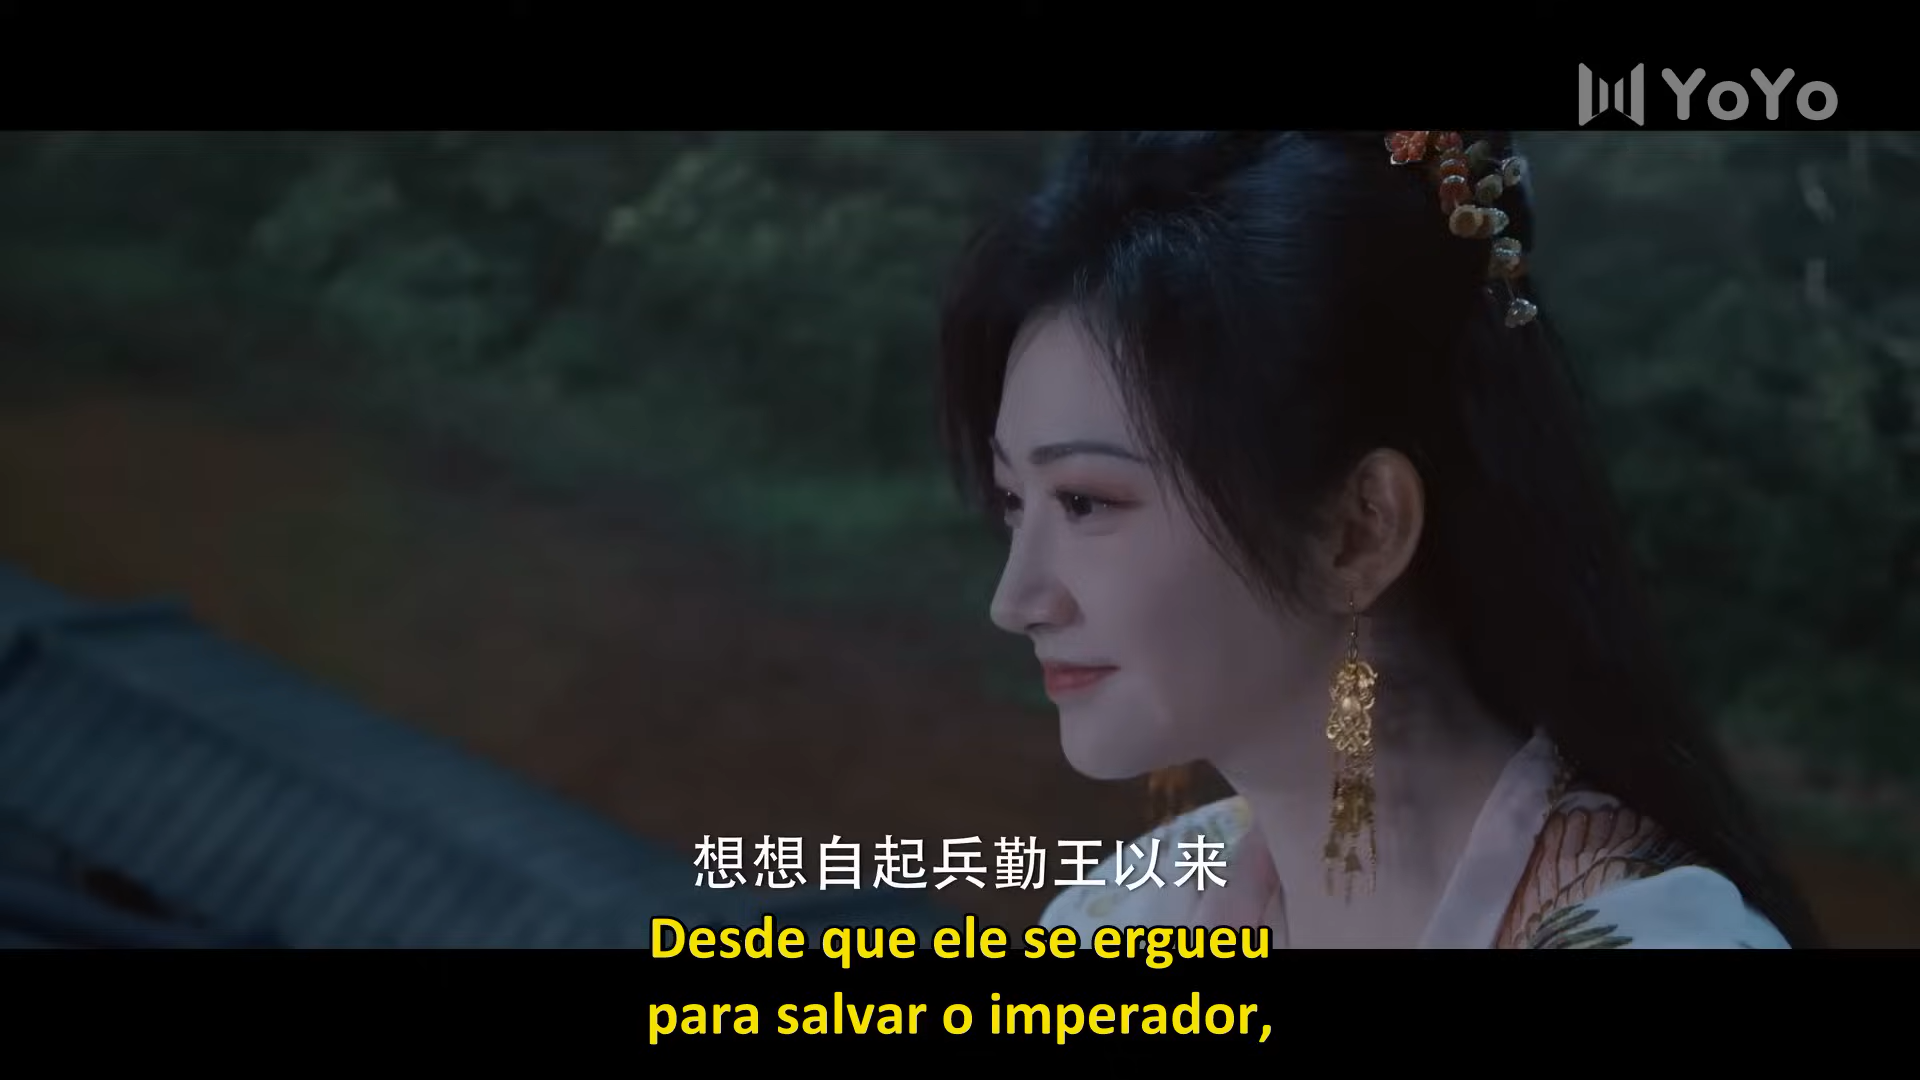 YoYo
想想自起兵勤王以来
Desde que ele se ergueu
para salvar o imperador,